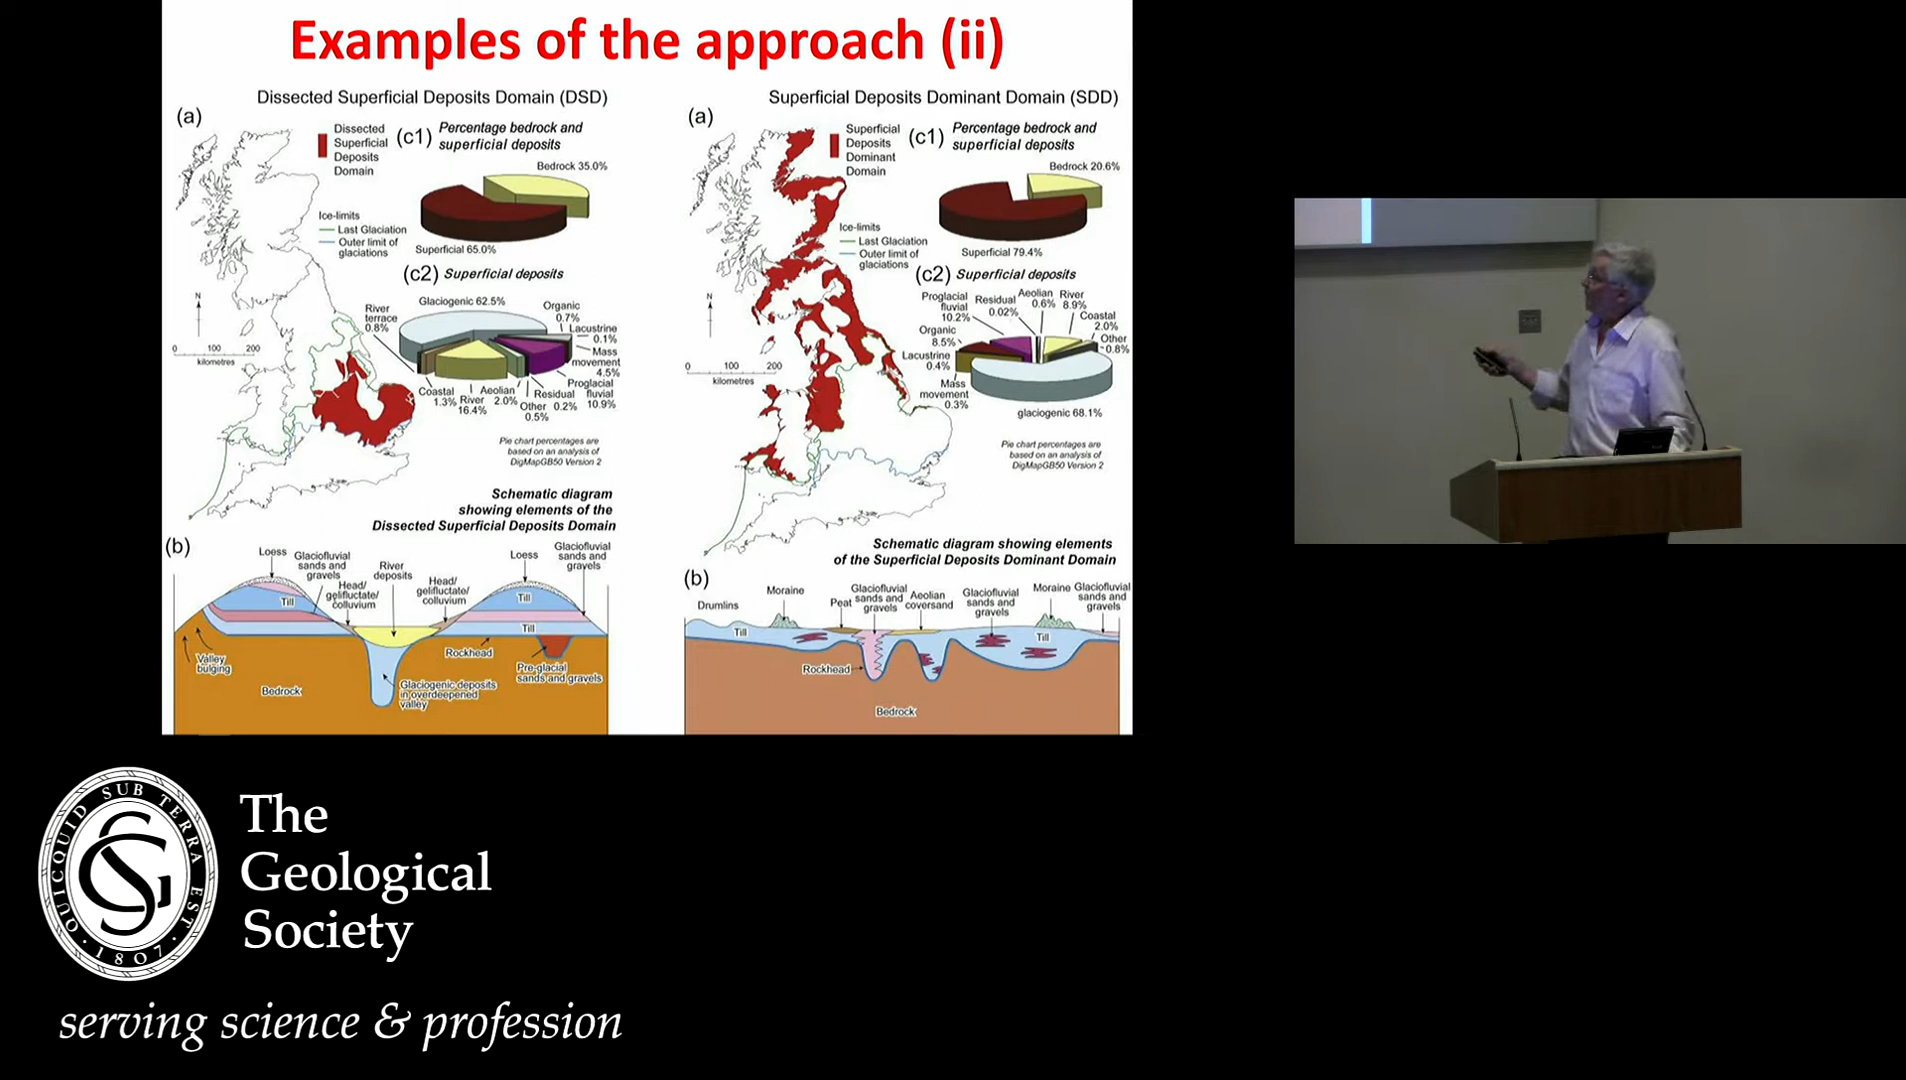 Examples of the approach (ii)
Dissected Superficial Deposits Domain (DSD)
(a)
Dissected
Superficial
Deposits
Domain
(c1) Percentage bedrock and
superficial deposits
Bedrock 35.0%
Superficial 65.0%
Ice-limits
Last Glaciation
Outer limit of
glaciations
(c2) Superficial deposits
N
0 100 200
kilometres
River
terrace
0.8%
Glaciogenic 62.5%
Organic
0.7%
Lacustrine
0.1%
Mass
movement
4.5%
Proglacial
fluvial
10.9%
Residual
0.2%
Other
0.5%
Aeolian
2.0%
River
16.4%
Coastal
1.3%
Pie chart percentages are
based on an analysis of
DigMapGB50 Version 2
Schematic diagram
showing elements of the
Dissected Superficial Deposits Domain
(b)
Loess
Glaciofluvial
sands and
gravels
Head/
gelifluctate/
colluvium
River
deposits
Head/
gelifluctate/
colluvium
Loess
Glaciofluvial
sands and
gravels
Till
Till
Till
Valley
bulging
Rockhead
Pre-glacial
sands and gravels
Glaciogenic deposits
in overdeepened
valley
Bedrock
Superficial Deposits Dominant Domain (SDD)
(a)
Superficial
Deposits
Dominant
Domain
(c1) Percentage bedrock and
superficial deposits
Bedrock 20.6%
Superficial 79.4%
Ice-limits
Last Glaciation
Outer limit of
glaciations
(c2) Superficial deposits
N
0 100 200
kilometres
Proglacial
fluvial
10.2%
Residual
0.02%
Aeolian
0.6%
River
8.9%
Coastal
2.0%
Other
0.8%
Organic
8.5%
Lacustrine
0.4%
Mass
movement
0.3%
glaciogenic 68.1%
Pie chart percentages are
based on an analysis of
DigMapGB50 Version 2
Schematic diagram showing elements
of the Superficial Deposits Dominant Domain
(b)
Drumlins
Moraine
Peat
Glaciofluvial
sands and
gravels
Aeolian
coversand
Glaciofluvial
sands and
gravels
Moraine
Glaciofluvial
sands and
gravels
Till
Till
Rockhead
Bedrock
QUICQUID SUB TERRA EST
1807
GS
The
Geological
Society
serving science & profession